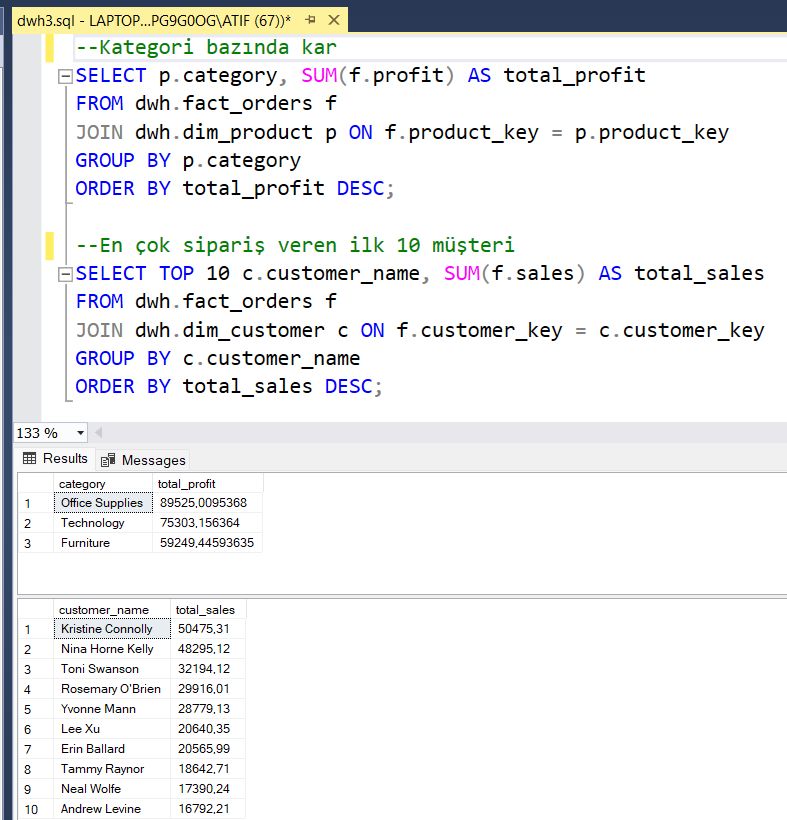 dwh3.sql - LAPTOP...PG9G0OG\ATIF (67))*
--Kategori bazında kar
SELECT p.category, SUM(f.profit) AS total_profit
FROM dwh.fact_orders f
JOIN dwh.dim_product p ON f.product_key = p.product_key
GROUP BY p.category
ORDER BY total_profit DESC;
--En çok sipariş veren ilk 10 müşteri
SELECT TOP 10 c.customer_name, SUM(f.sales) AS total_sales
FROM dwh.fact_orders f
JOIN dwh.dim_customer c ON f.customer_key = c.customer_key
GROUP BY c.customer_name
ORDER BY total_sales DESC;
133 %
Results Messages
category total_profit
1 Office Supplies 89525,0095368
2 Technology 75303,156364
3 Furniture 59249,44593635
customer_name total_sales
1 Kristine Connolly 50475,31
2 Nina Horne Kelly 48295,12
3 Toni Swanson 32194,12
4 Rosemary O'Brien 29916,01
5 Yvonne Mann 28779,13
6 Lee Xu 20640,35
7 Erin Ballard 20565,99
8 Tammy Raynor 18642,71
9 Neal Wolfe 17390,24
10 Andrew Levine 16792,21